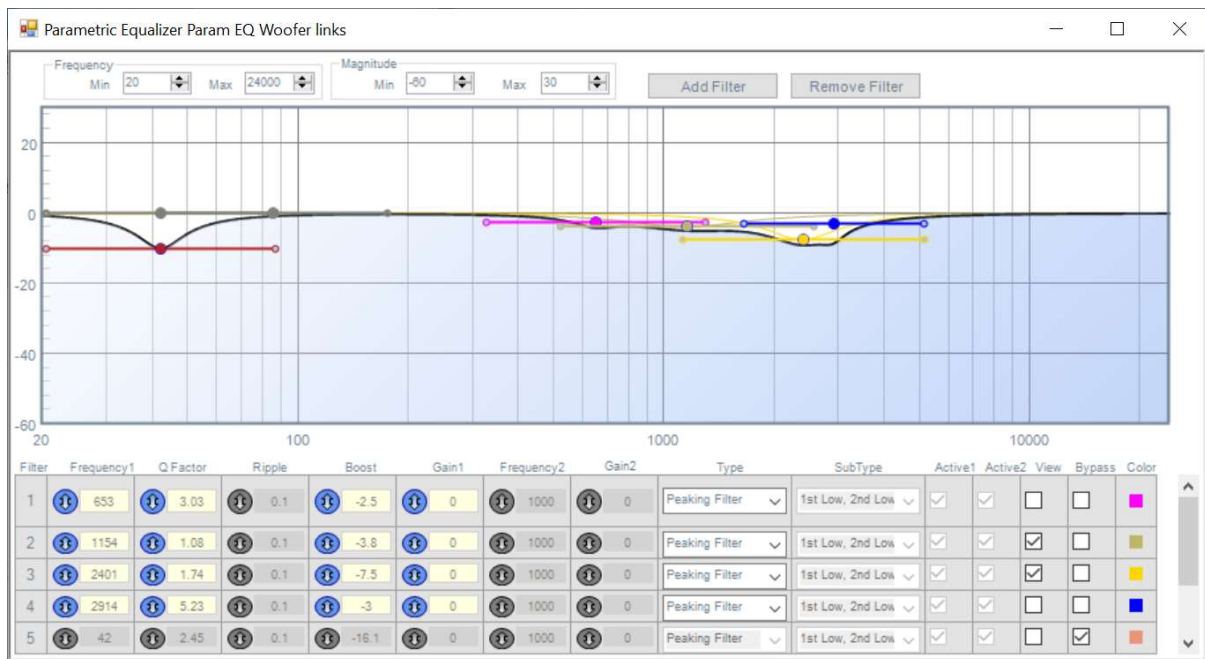 Parametric Equalizer Param EQ Woofer links
Frequency Magnitude
Min 20 Max 24000 Min -60 Max 30 Add Filter Remove Filter
20
0
-20
-40
-60
20 100 1000 10000
Filter Frequency1 Q Factor Ripple Boost Gain1 Frequency2 Gain2 Type SubType Active1 Active2 View Bypass Color
1 653 3.03 0.1 -2.5 0 1000 0 Peaking Filter 1st Low, 2nd Low
2 1154 1.08 0.1 -3.8 0 1000 0 Peaking Filter 1st Low, 2nd Low
3 2401 1.74 0.1 -7.5 0 1000 0 Peaking Filter 1st Low, 2nd Low
4 2914 5.23 0.1 -3 0 1000 0 Peaking Filter 1st Low, 2nd Low
5 42 2.45 0.1 -16.1 0 1000 0 Peaking Filter 1st Low, 2nd Low